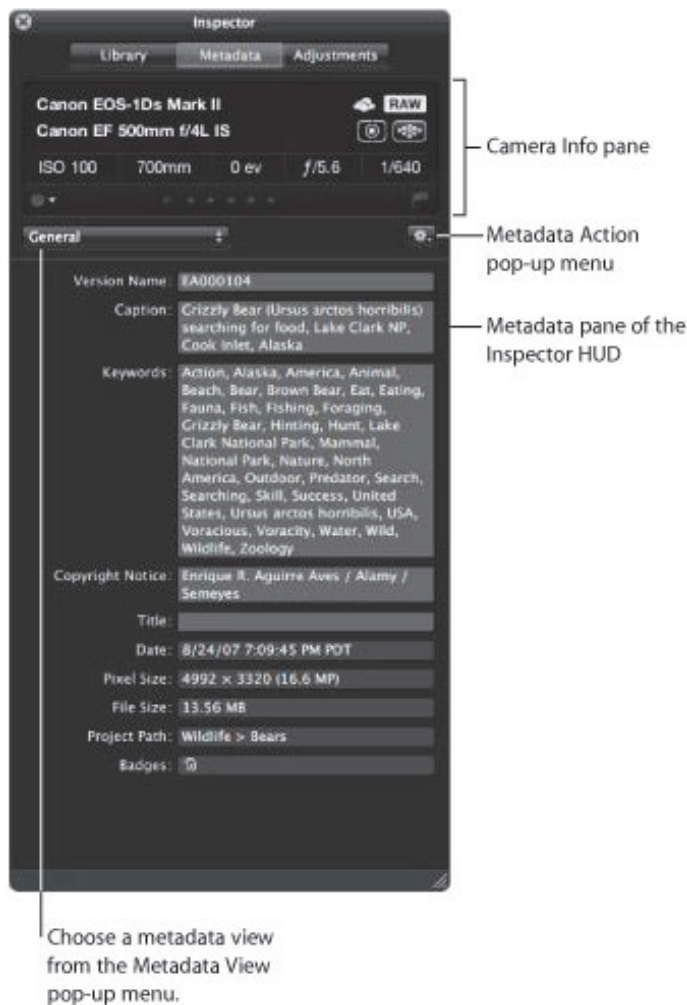 Inspector
Library Metadata Adjustments
Canon EOS-1Ds Mark II RAW
Canon EF 500mm f/4L IS
ISO 100 700mm 0 ev ƒ/5.6 1/640
Camera Info pane
General
Metadata Action
pop-up menu
Version Name: EA000104
Caption: Grizzly Bear (Ursus arctos horribilis)
searching for food, Lake Clark NP,
Cook Inlet, Alaska
Metadata pane of the
Inspector HUD
Keywords: Action, Alaska, America, Animal,
Beach, Bear, Brown Bear, Eat, Eating,
Fauna, Fish, Fishing, Foraging,
Grizzly Bear, Hinting, Hunt, Lake
Clark National Park, Mammal,
National Park, Nature, North
America, Outdoor, Predator, Search,
Searching, Skill, Success, United
States, Ursus arctos horribilis, USA,
Voracious, Voracity, Water, Wild,
Wildlife, Zoology
Copyright Notice: Enrique R. Aguirre Aves / Alamy /
Semeyes
Title:
Date: 8/24/07 7:09:45 PM PDT
Pixel Size: 4992 × 3320 (16.6 MP)
File Size: 13.56 MB
Project Path: Wildlife > Bears
Badges:
Choose a metadata view
from the Metadata View
pop-up menu.